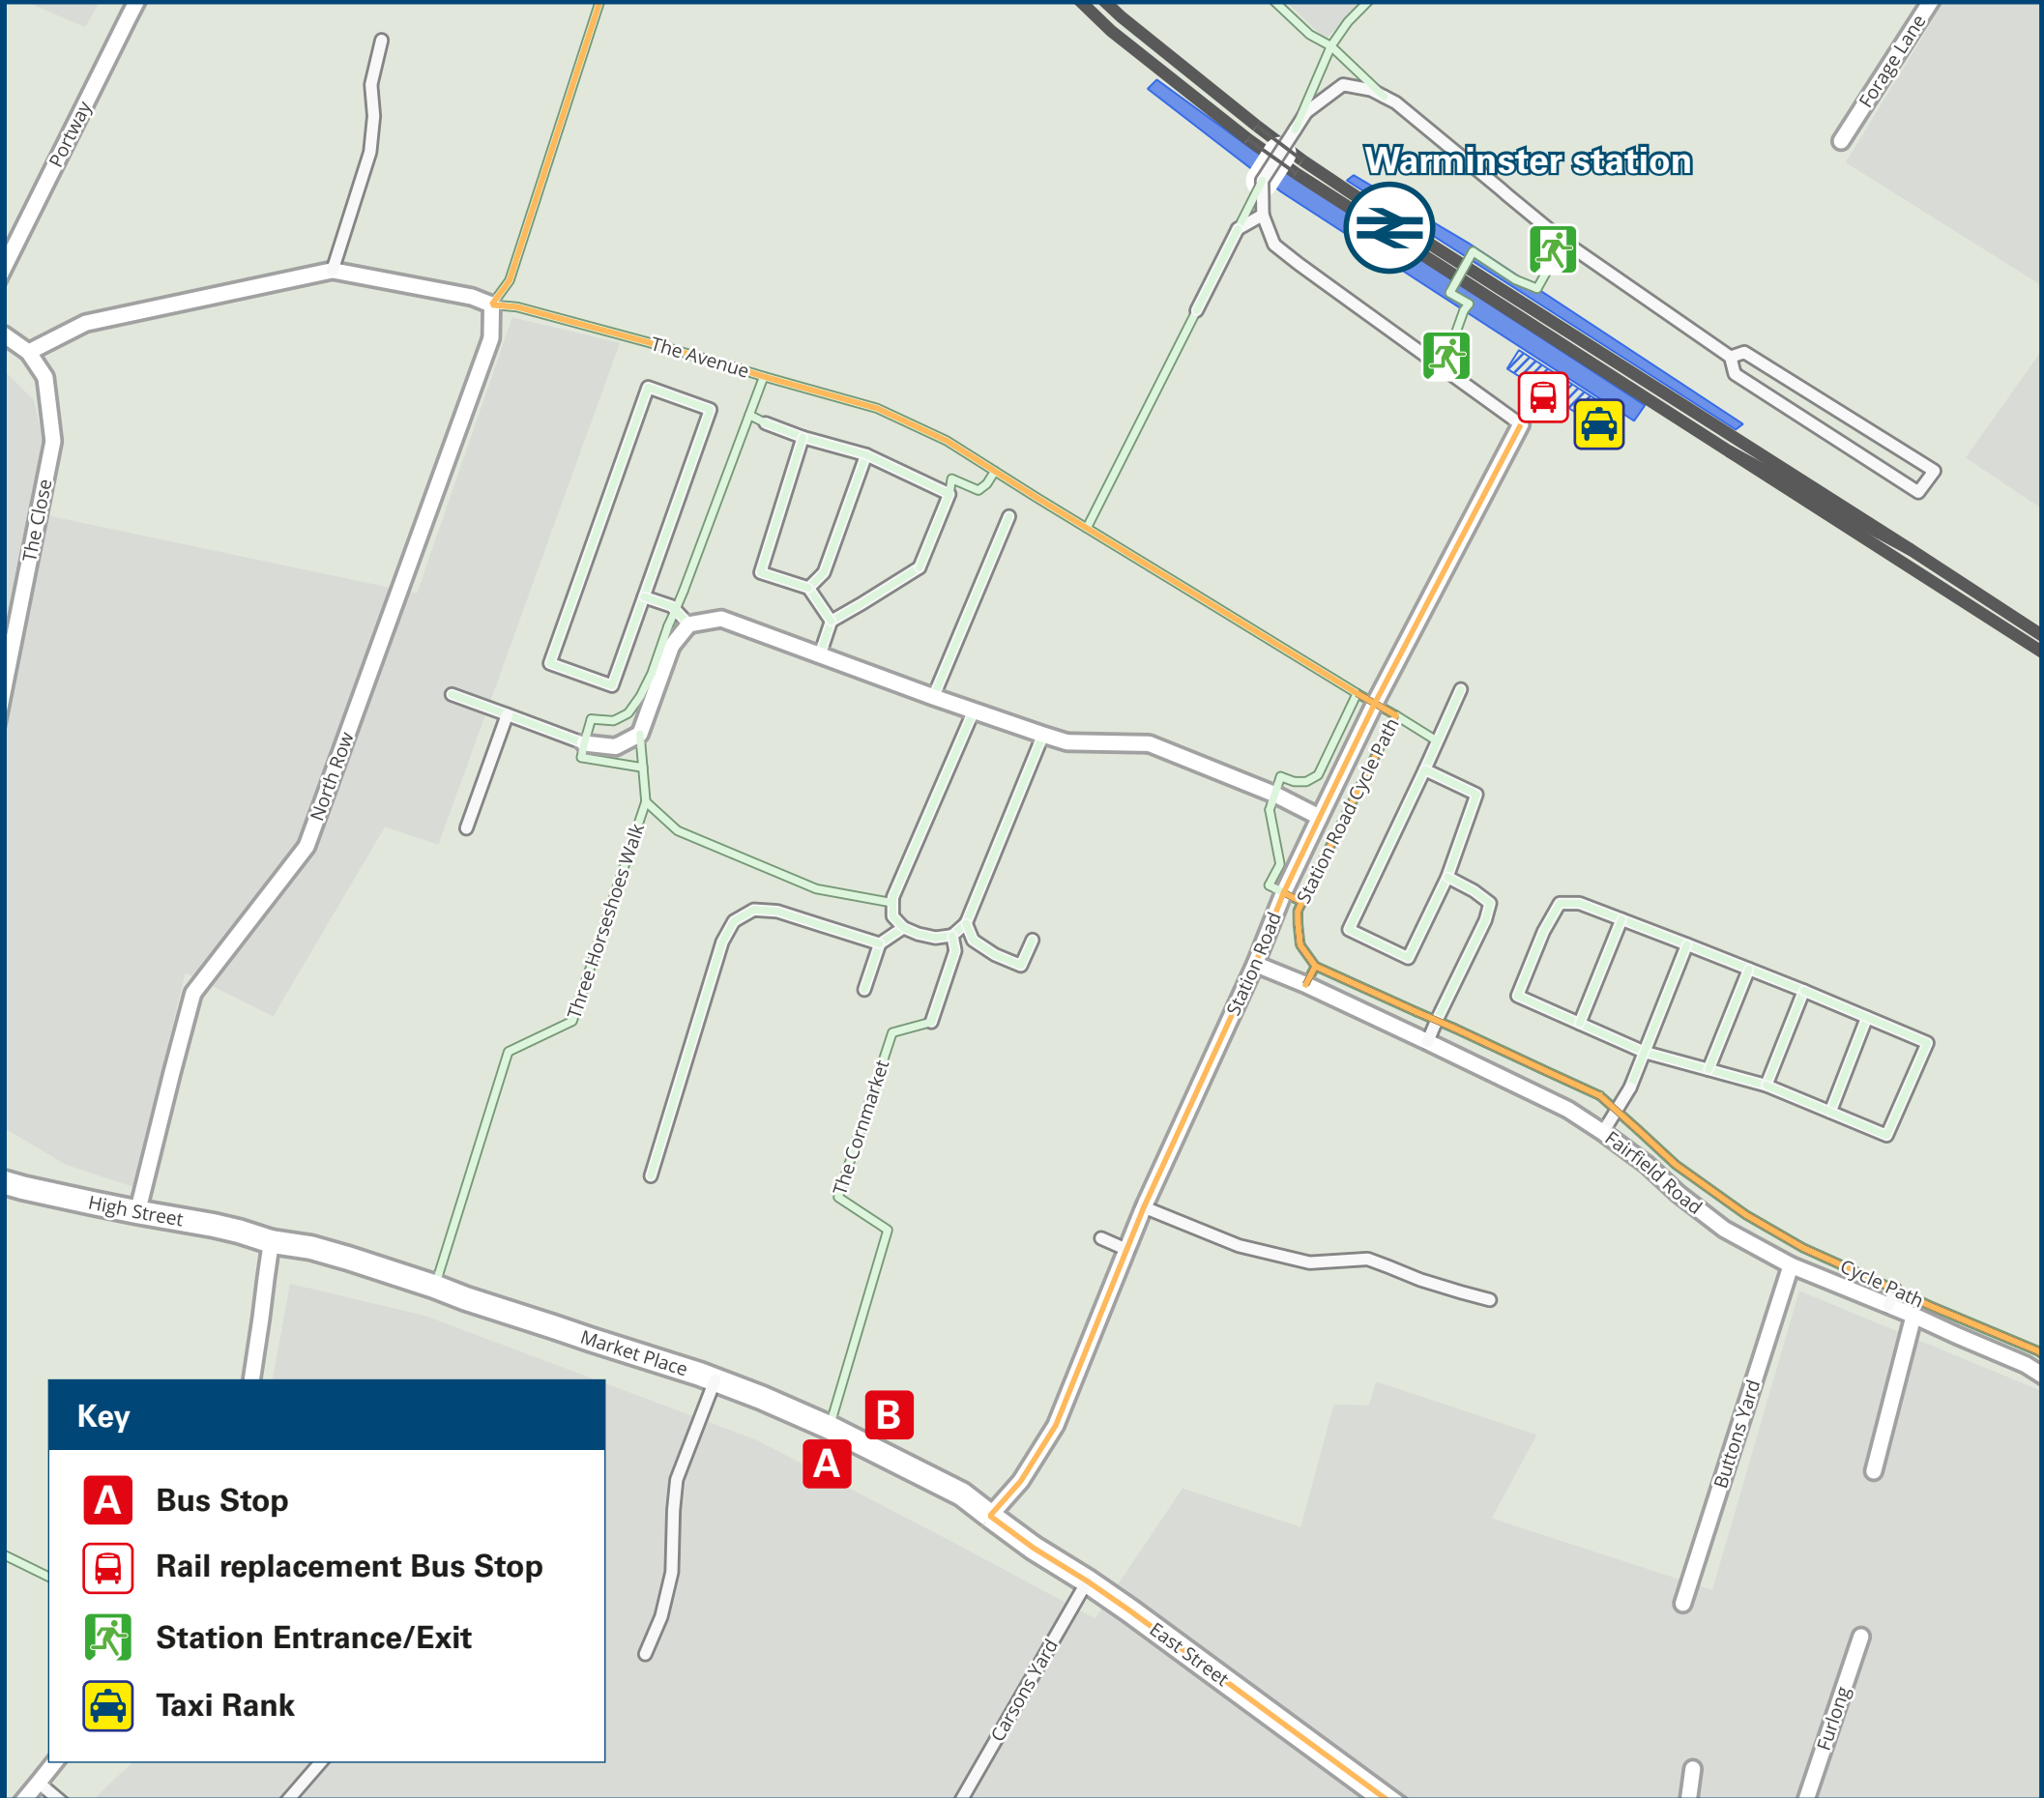 Portway
Forage Lane
Warminster station
The Avenue
The Close
North Row
Station Road Cycle Path
Three Horseshoes Walk
Station Road
The Cornmarket
Fairfield Road
High Street
Cycle Path
Market Place
B
A
Buttons Yard
East Street
Carsons Yard
Furlong
Key
A Bus Stop
Rail replacement Bus Stop
Station Entrance/Exit
Taxi Rank